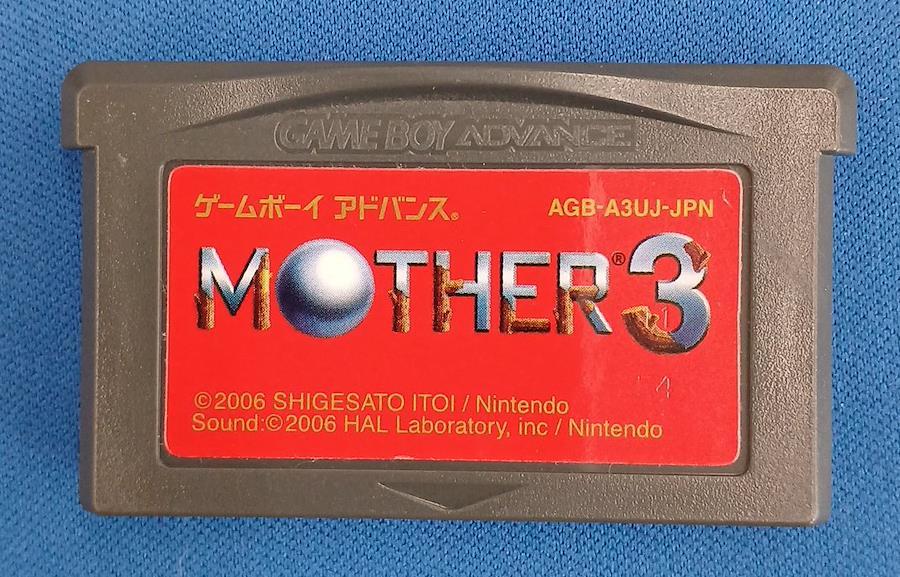 GAME BOY ADVANCE
ゲームボーイ アドバンス® AGB-A3UJ-JPN
MOTHER®3
©2006 SHIGESATO ITOI / Nintendo
Sound:©2006 HAL Laboratory, inc / Nintendo